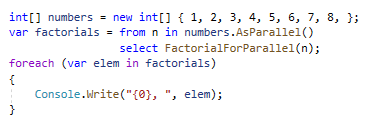 int[] numbers = new int[] { 1, 2, 3, 4, 5, 6, 7, 8, };
var factorials = from n in numbers.AsParallel()
                 select FactorialForParallel(n);
foreach (var elem in factorials)
{
    Console.Write("{0}, ", elem);
}